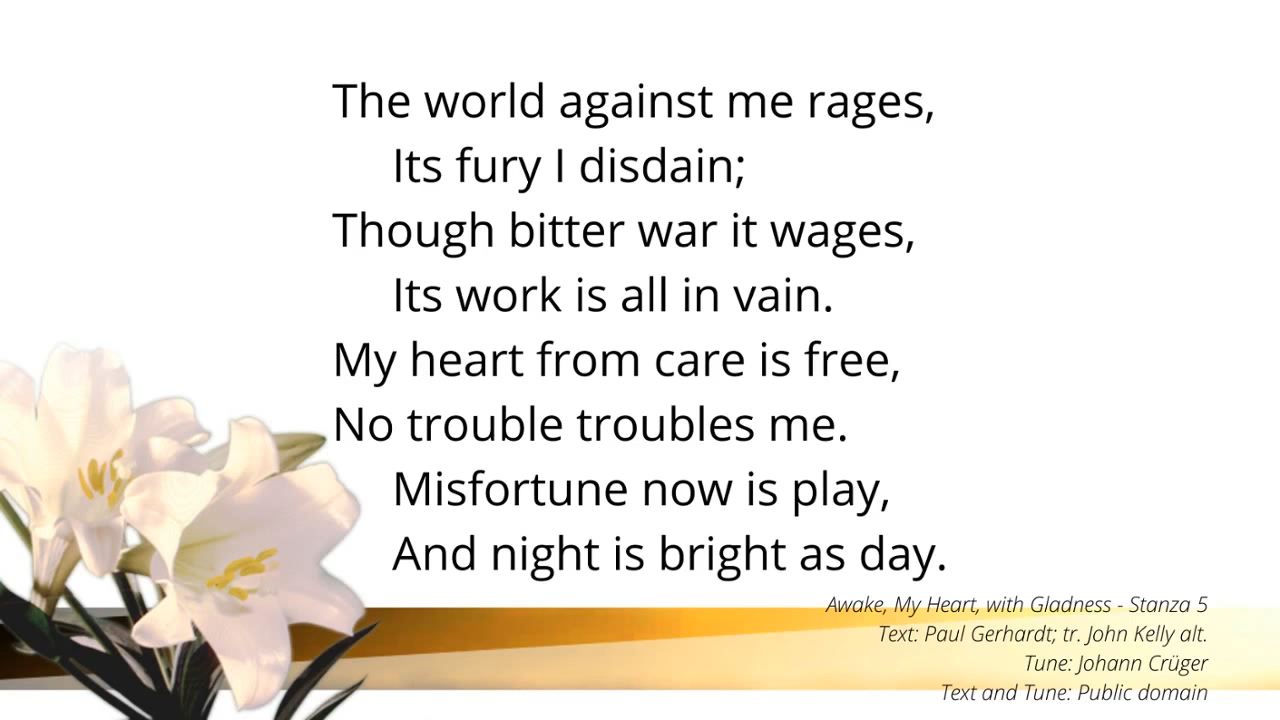 The world against me rages,
Its fury I disdain;
Though bitter war it wages,
Its work is all in vain.
My heart from care is free,
No trouble troubles me.
Misfortune now is play,
And night is bright as day.
Awake, My Heart, with Gladness - Stanza 5
Text: Paul Gerhardt; tr. John Kelly alt.
Tune: Johann Crüger
Text and Tune: Public domain